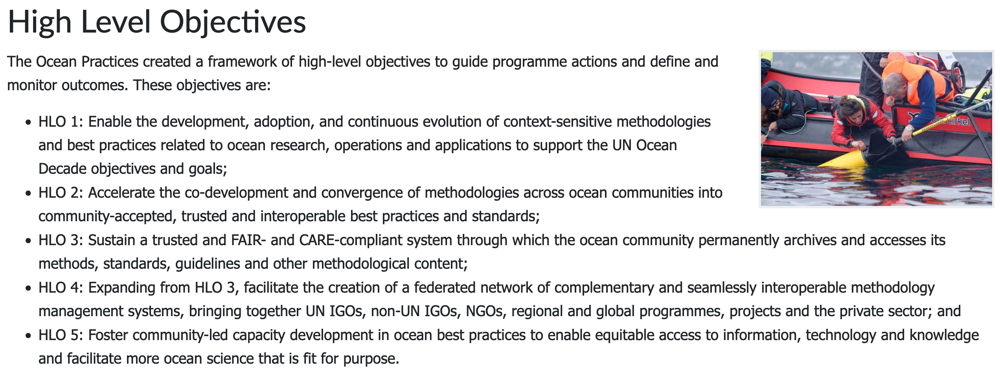 High Level Objectives
The Ocean Practices created a framework of high-level objectives to guide programme actions and define and
monitor outcomes. These objectives are:
• HLO 1: Enable the development, adoption, and continuous evolution of context-sensitive methodologies
and best practices related to ocean research, operations and applications to support the UN Ocean
Decade objectives and goals;
• HLO 2: Accelerate the co-development and convergence of methodologies across ocean communities into
community-accepted, trusted and interoperable best practices and standards;
• HLO 3: Sustain a trusted and FAIR- and CARE-compliant system through which the ocean community permanently archives and accesses its
methods, standards, guidelines and other methodological content;
• HLO 4: Expanding from HLO 3, facilitate the creation of a federated network of complementary and seamlessly interoperable methodology
management systems, bringing together UN IGOs, non-UN IGOs, NGOs, regional and global programmes, projects and the private sector; and
• HLO 5: Foster community-led capacity development in ocean best practices to enable equitable access to information, technology and knowledge
and facilitate more ocean science that is fit for purpose.
SEAEXPLORER